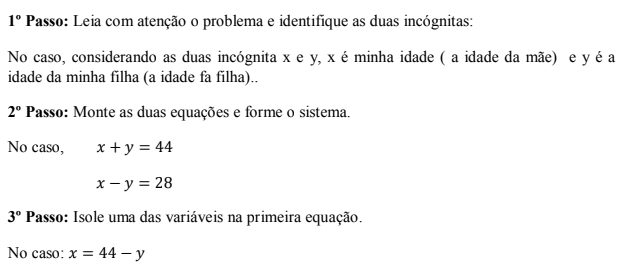 1º Passo: Leia com atenção o problema e identifique as duas incógnitas:
No caso, considerando as duas incógnita x e y, x é minha idade ( a idade da mãe) e y é a
idade da minha filha (a idade fa filha)..
2º Passo: Monte as duas equações e forme o sistema.
No caso, x + y = 44
x − y = 28
3º Passo: Isole uma das variáveis na primeira equação.
No caso: x = 44 − y